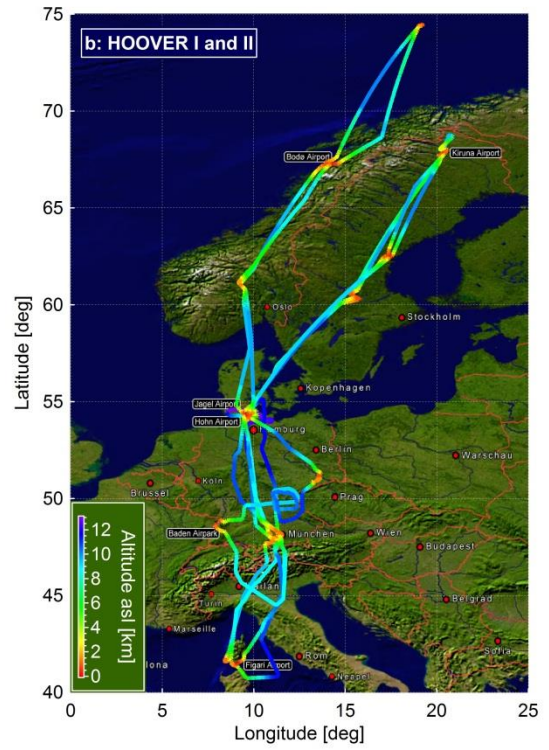 75
b: HOOVER I and II
70
Bodø Airport
Kiruna Airport
65
Latitude [deg]
60
Oslo
Stockholm
Kopenhagen
55
Jagel Airport
Hohn Airport
Berlin
Warschau
Köln
Brussel
50
Prag
Baden Airpark
Munchen
Wien
Budapest
Altitude asl [km]
12
10
8
6
4
2
0
45
Turin
Belgrad
Marseille
Sofia
Rom
Figari Airport
Neapel
40
0
5
10
15
20
25
Longitude [deg]